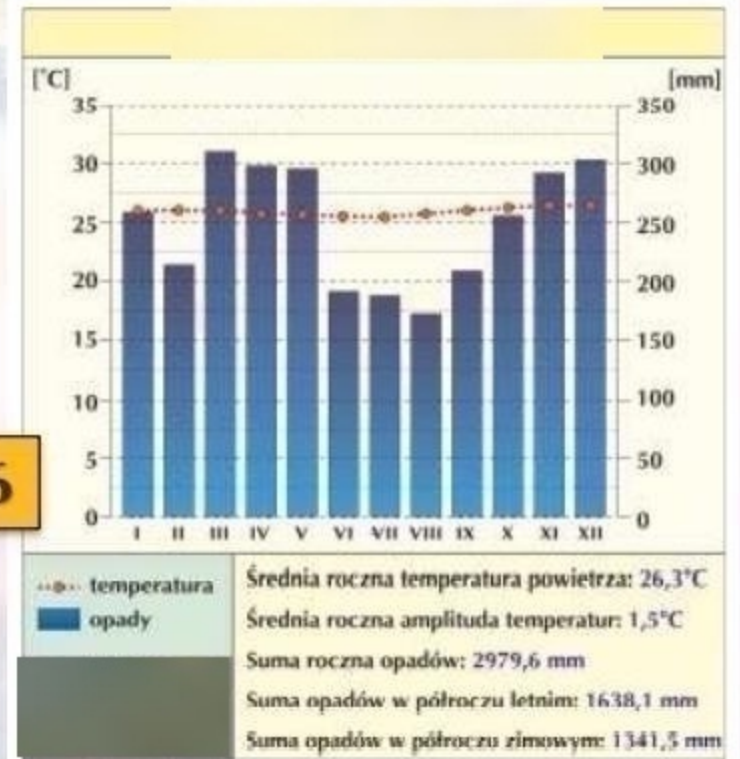 [°C]
[mm]
35
350
30
300
25
250
20
200
15
150
10
100
5
50
0
0
I II III IV V VI VII VIII IX X XI XII
temperatura
opady
Średnia roczna temperatura powietrza: 26,3°C
Średnia roczna amplituda temperatur: 1,5°C
Suma roczna opadów: 2979,6 mm
Suma opadów w półroczu letnim: 1638,1 mm
Suma opadów w półroczu zimowym: 1341,5 mm